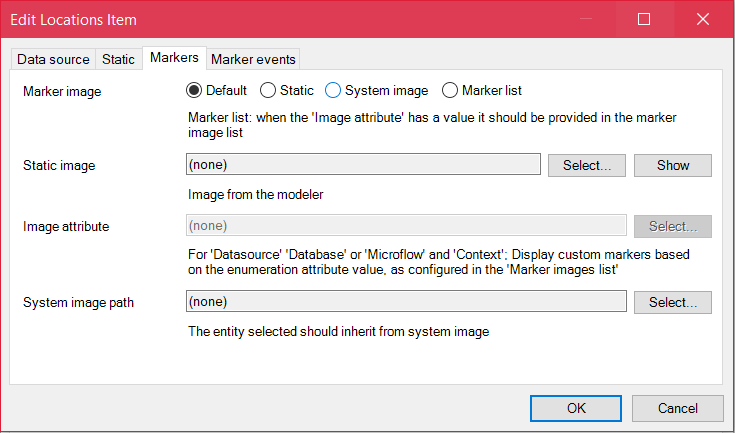 Edit Locations Item
Data source Static Markers Marker events
Marker image Default Static System image Marker list
Marker list: when the 'Image attribute' has a value it should be provided in the marker
image list
Static image (none) Select... Show
Image from the modeler
Image attribute (none) Select...
For 'Datasource' 'Database' or 'Microflow' and 'Context'; Display custom markers based
on the enumeration attribute value, as configured in the 'Marker images list'
System image path (none) Select...
The entity selected should inherit from system image
OK Cancel